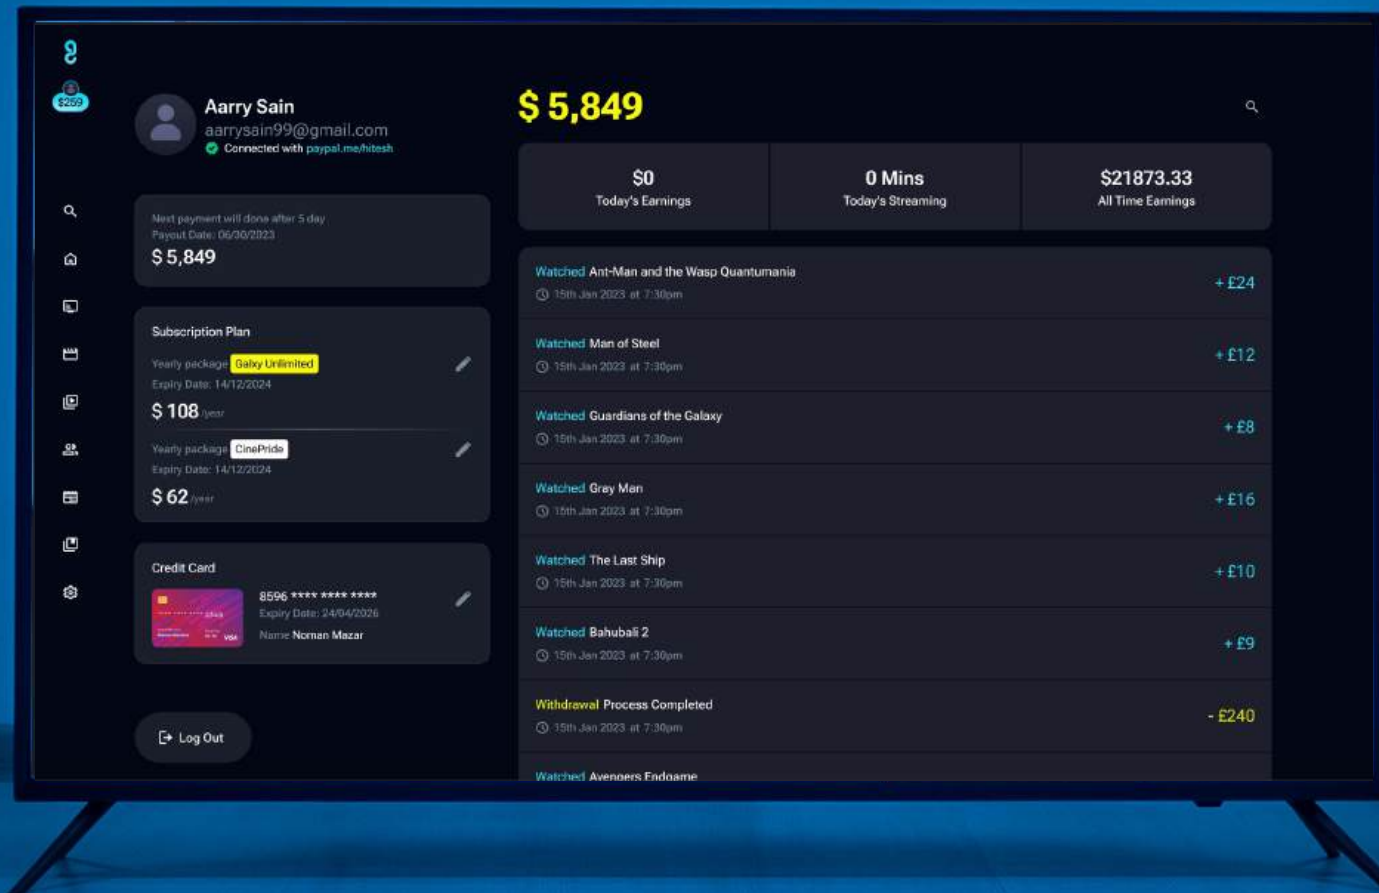 $259
Aarry Sain
aarrysain99@gmail.com
Connected with paypal.me/hitesh
Next payment will done after 5 day
Payout Date: 06/30/2023
$ 5,849
Subscription Plan
Yearly package Galxy Unlimited
Expiry Date: 14/12/2024
$ 108 /year
Yearly package CinePride
Expiry Date: 14/12/2024
$ 62 /year
Credit Card
8596 **** **** ****
Expiry Date: 24/04/2026
Name Noman Mazar
VISA
Log Out
$ 5,849
$0
Today's Earnings
0 Mins
Today's Streaming
$21873.33
All Time Earnings
Watched Ant-Man and the Wasp Quantumania
+ £24
15th Jan 2023 at 7:30pm
Watched Man of Steel
+ £12
15th Jan 2023 at 7:30pm
Watched Guardians of the Galaxy
+ £8
15th Jan 2023 at 7:30pm
Watched Gray Man
+ £16
15th Jan 2023 at 7:30pm
Watched The Last Ship
+ £10
15th Jan 2023 at 7:30pm
Watched Bahubali 2
+ £9
15th Jan 2023 at 7:30pm
Withdrawal Process Completed
- £240
15th Jan 2023 at 7:30pm
Watched Avengers Endgame